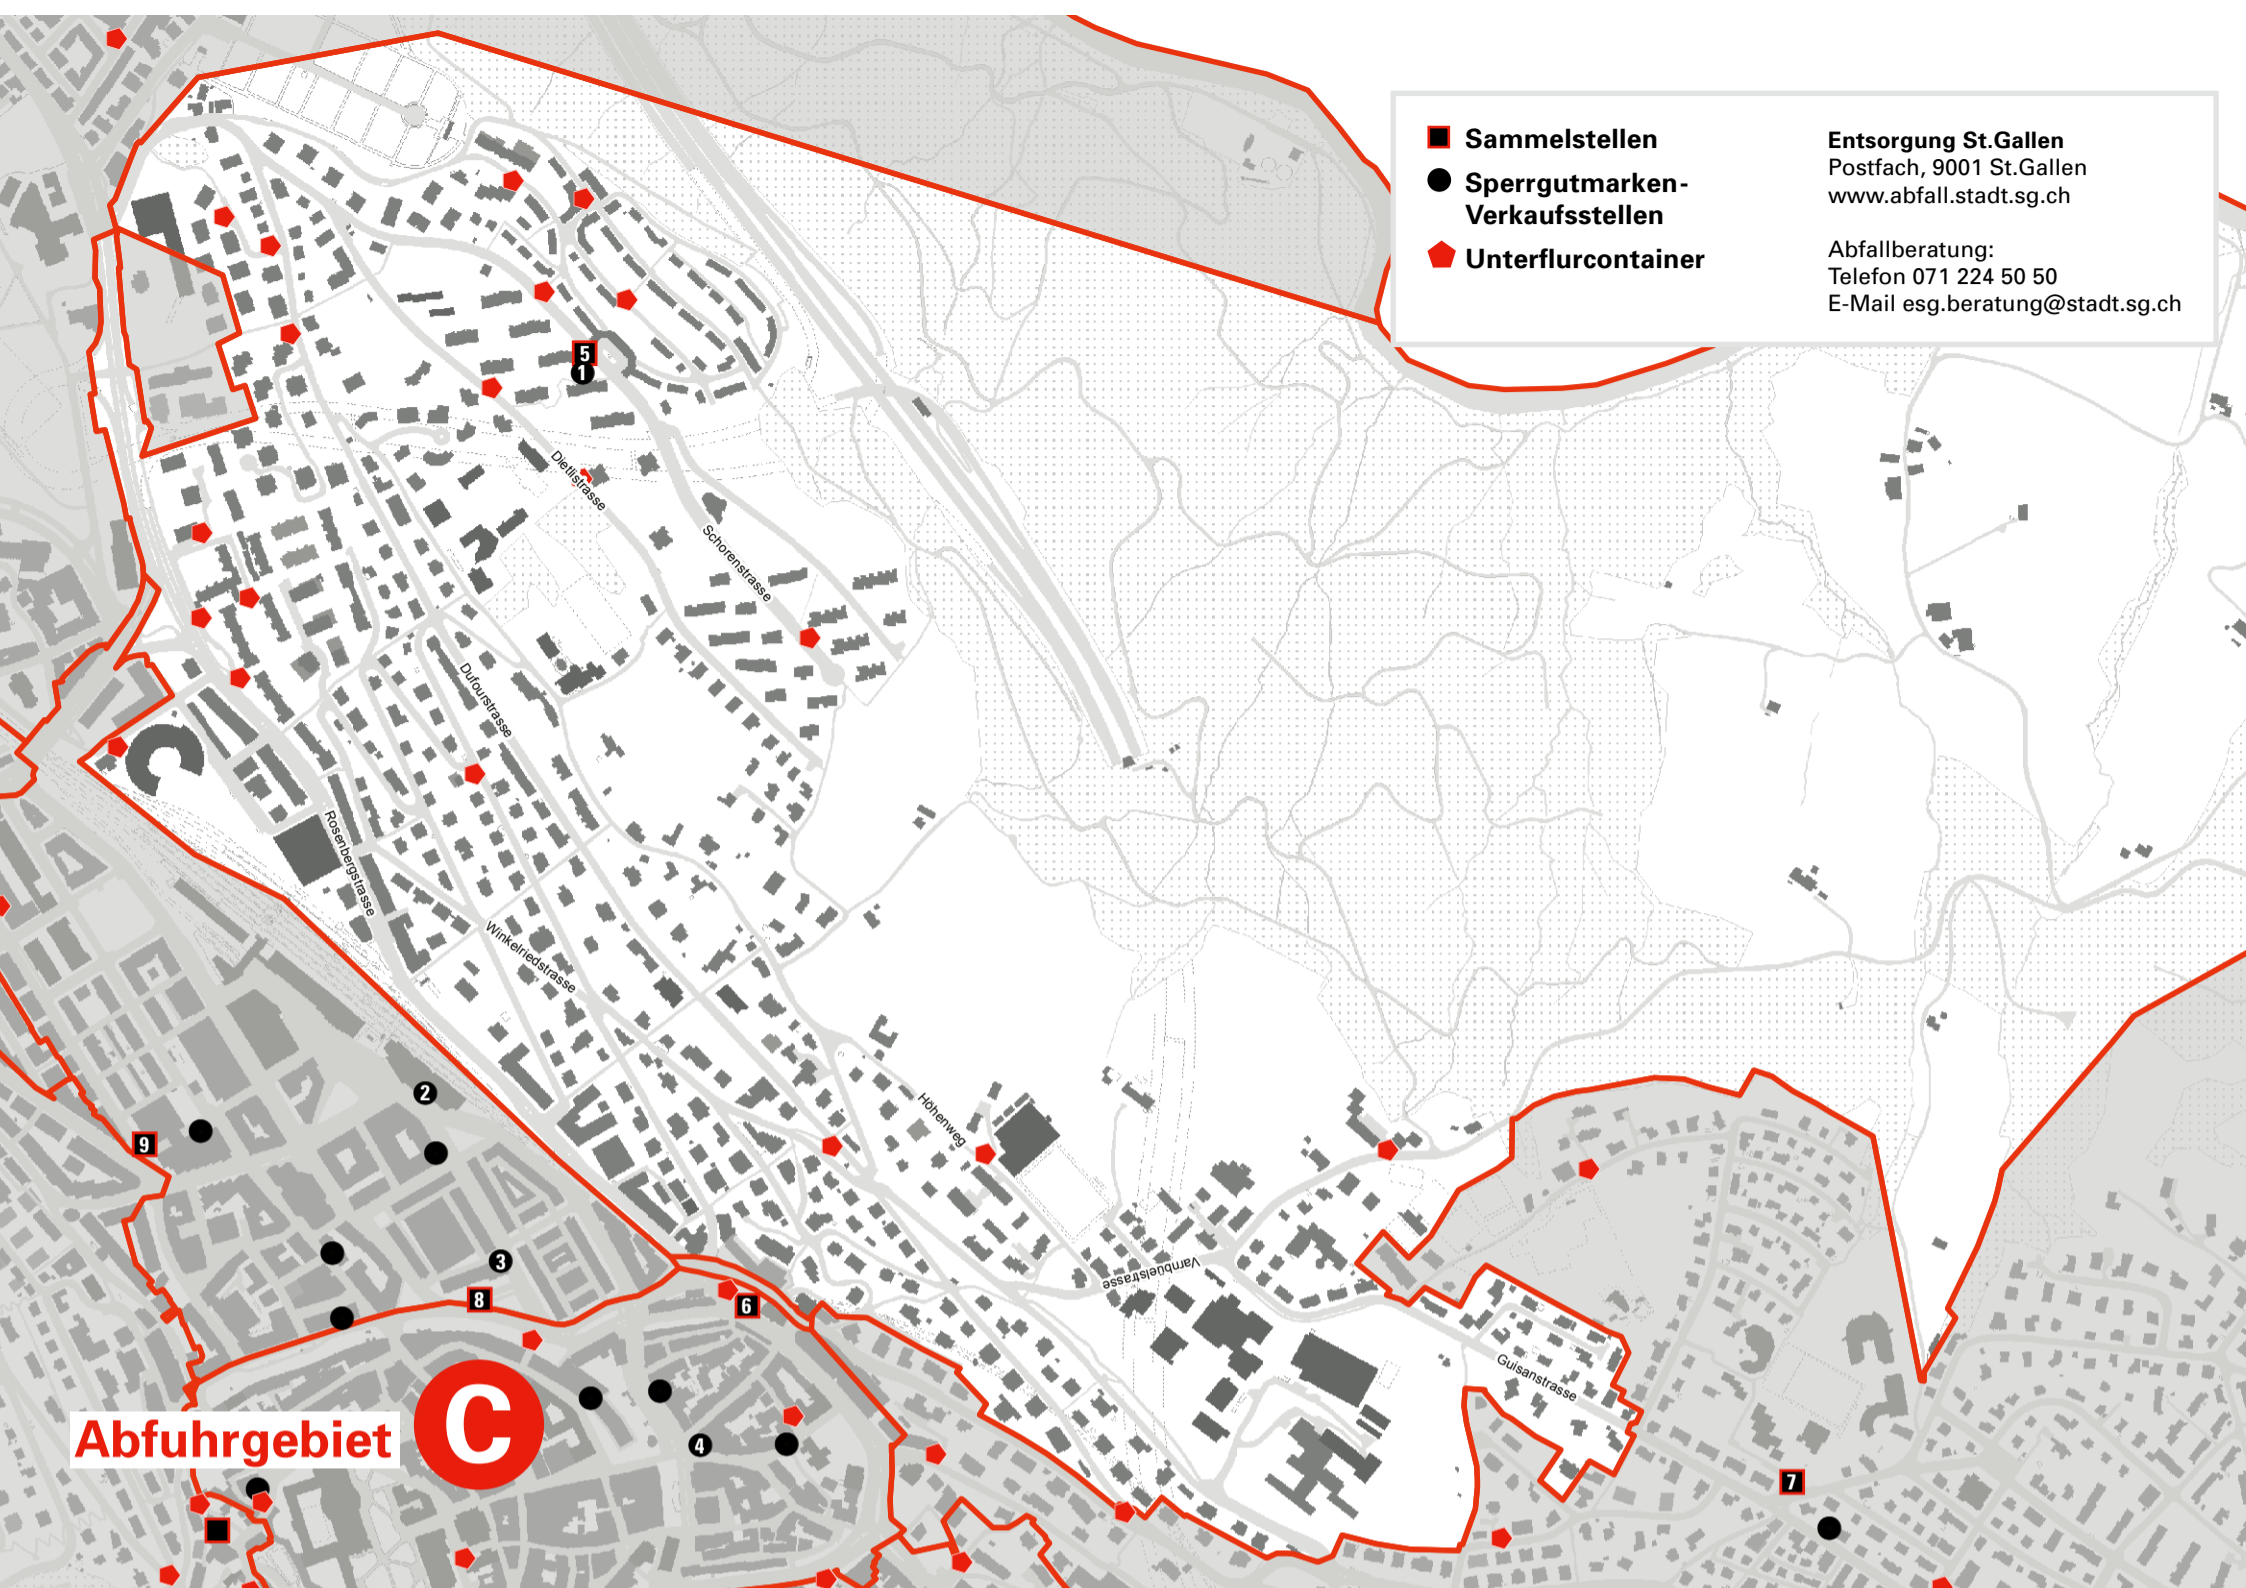 Sammelstellen
Sperrgutmarken-
Verkaufsstellen
Unterflurcontainer
Entsorgung St.Gallen
Postfach, 9001 St.Gallen
www.abfall.stadt.sg.ch
Abfallberatung:
Telefon 071 224 50 50
E-Mail esg.beratung@stadt.sg.ch
5
1
Dietlistrasse
Schorenstrasse
Dufourstrasse
Rosenbergstrasse
Winkelriedstrasse
2
9
Höhenweg
3
Varnbüelstrasse
8
6
Guisanstrasse
Abfuhrgebiet C
4
7